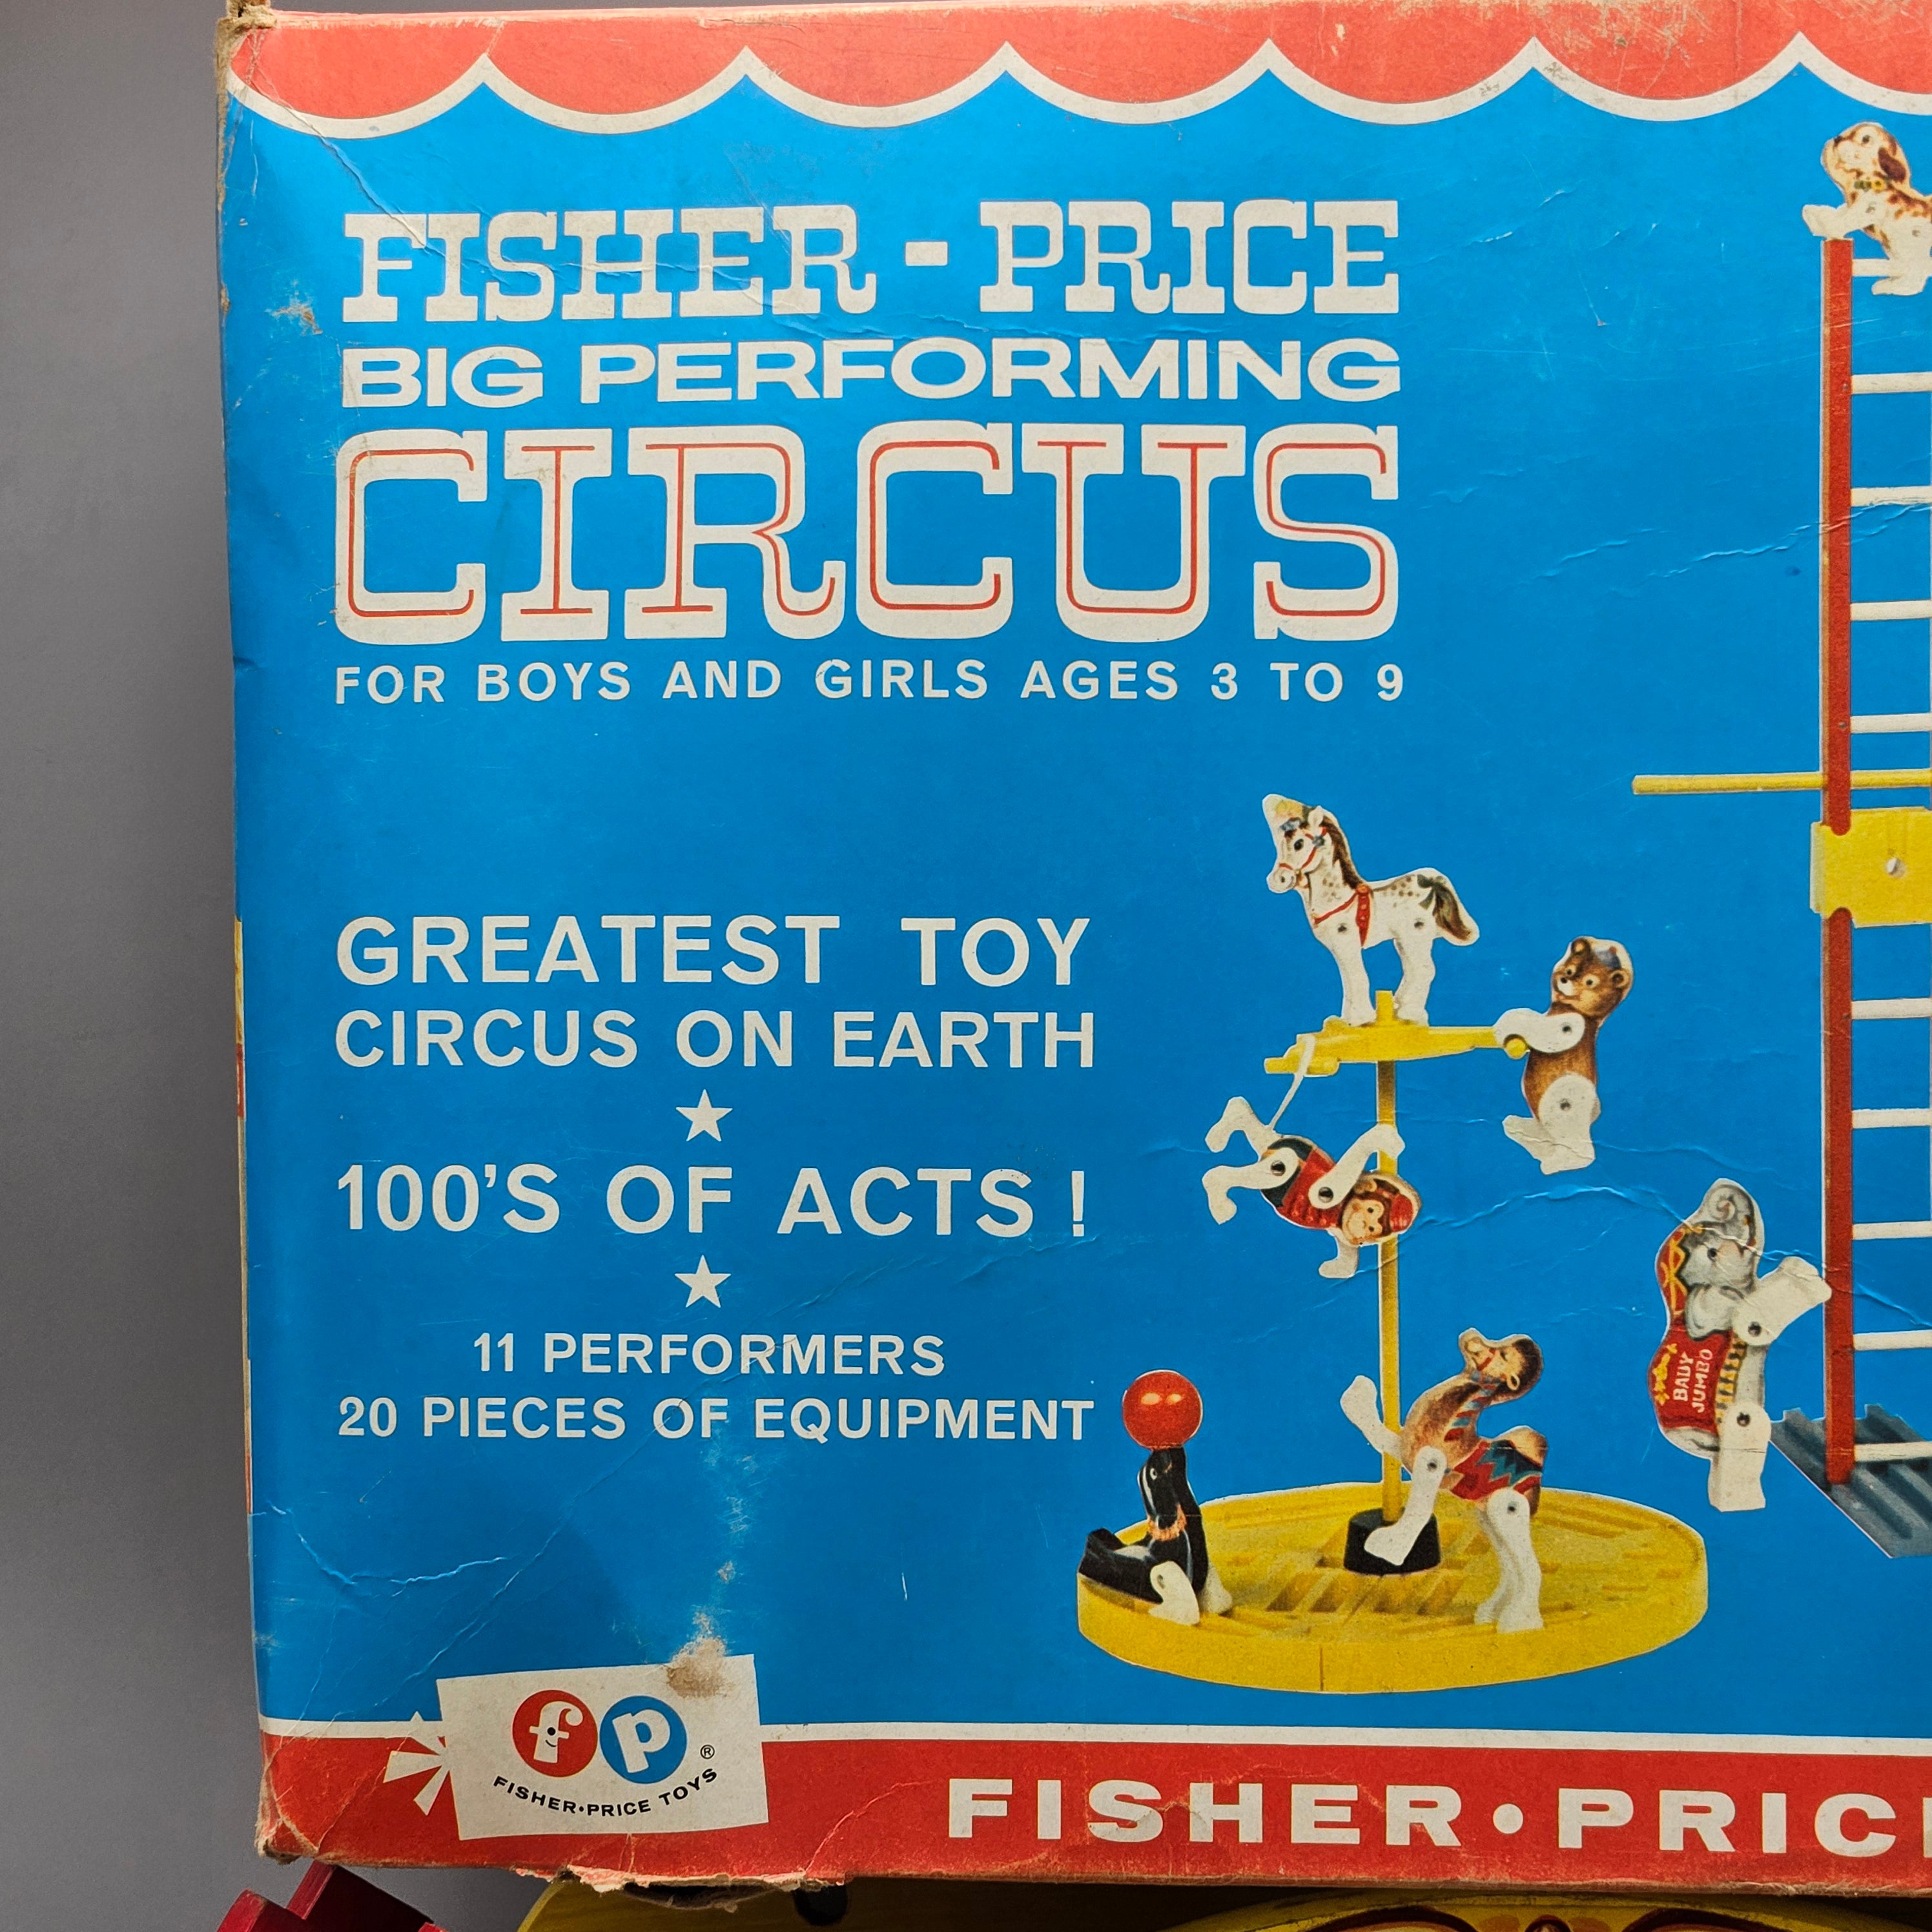 FISHER - PRICE
BIG PERFORMING
CIRCUS
FOR BOYS AND GIRLS AGES 3 TO 9
GREATEST TOY
CIRCUS ON EARTH
100'S OF ACTS !
11 PERFORMERS
20 PIECES OF EQUIPMENT
BABY
JUMBO
fp ®
FISHER•PRICE TOYS
FISHER•PRIC